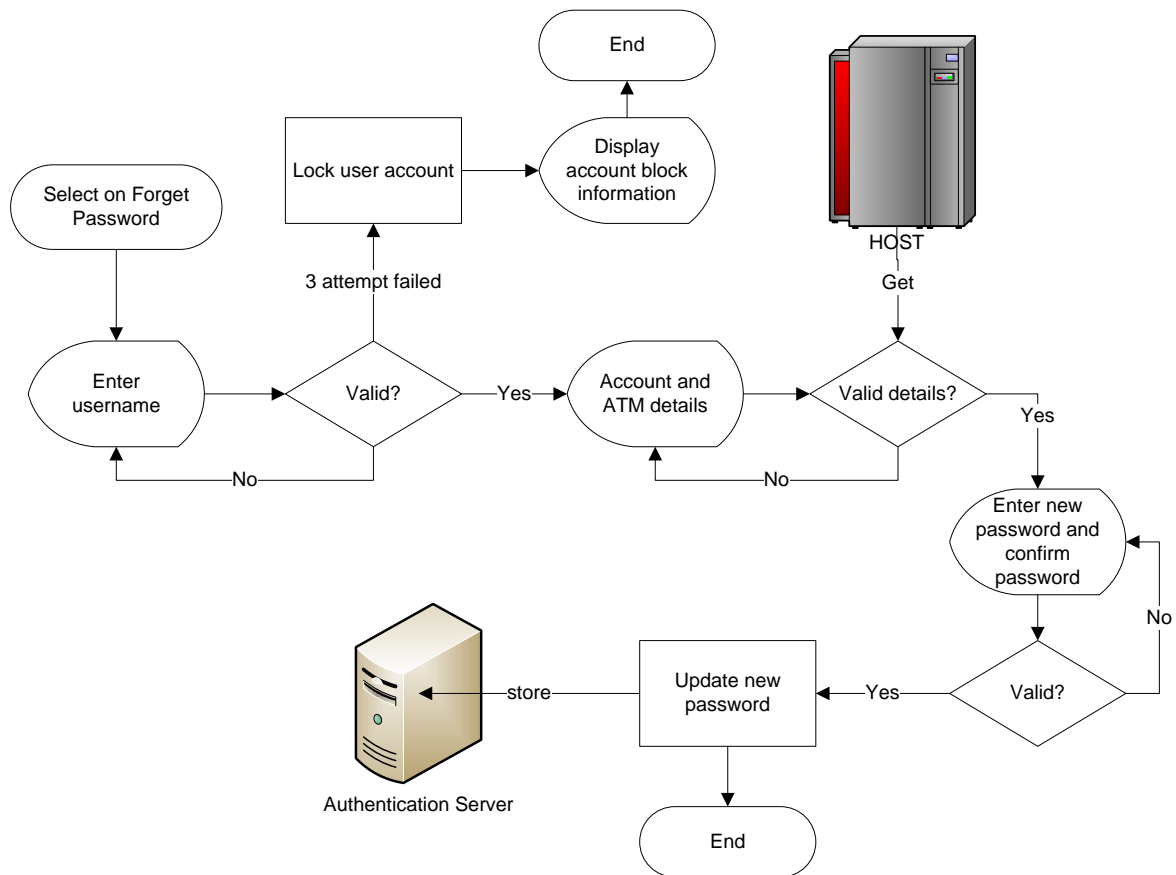 End
Lock user account
Display
account block
information
Select on Forget
Password
HOST
3 attempt failed
Get
Enter
username
Valid?
Yes
Account and
ATM details
Valid details?
Yes
No
No
Enter new
password and
confirm
password
No
store
Update new
password
Yes
Valid?
Authentication Server
End